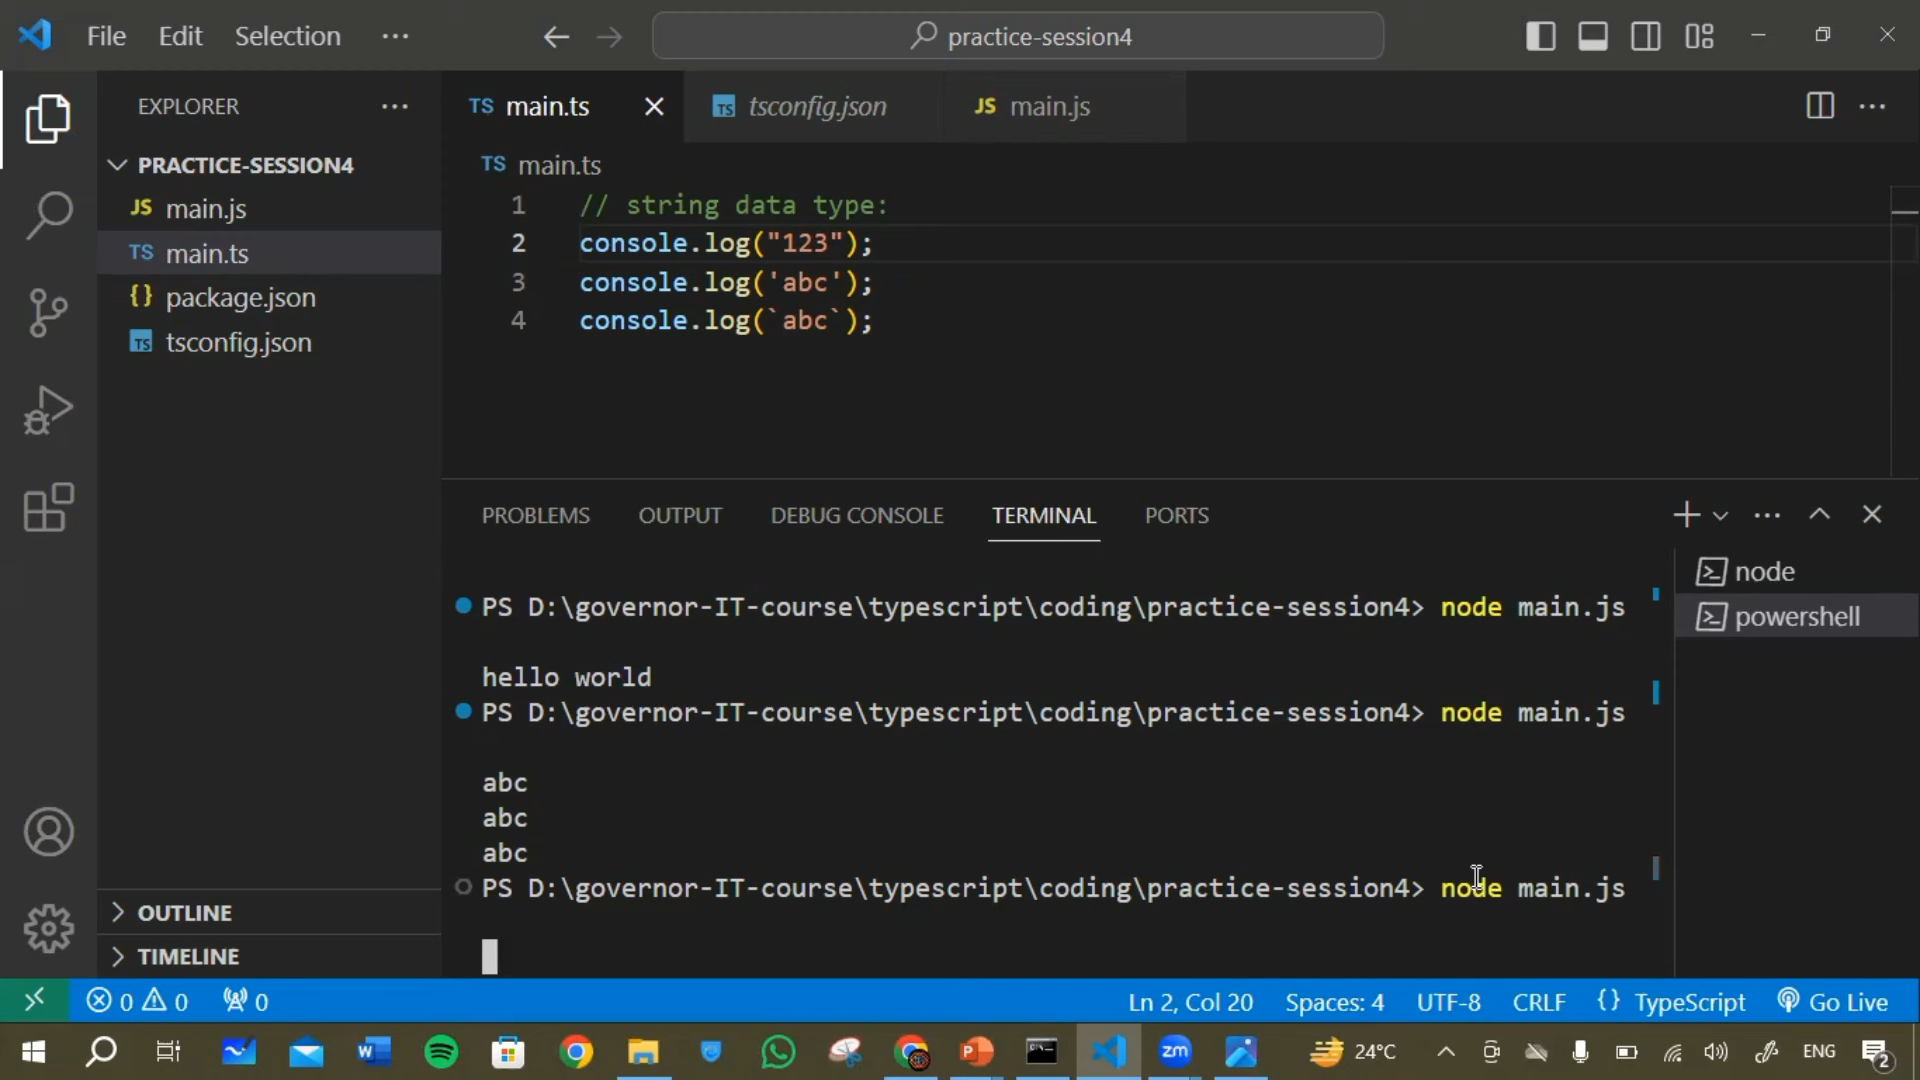 File Edit Selection ··· practice-session4
EXPLORER ···
TS main.ts
TS tsconfig.json
JS main.js
PRACTICE-SESSION4
JS main.js
TS main.ts
{} package.json
TS tsconfig.json
OUTLINE
TIMELINE
TS main.ts
1 // string data type:
2 console.log("123");
3 console.log('abc');
4 console.log(`abc`);
PROBLEMS OUTPUT DEBUG CONSOLE TERMINAL PORTS
PS D:\governor-IT-course\typescript\coding\practice-session4> node main.js
hello world
PS D:\governor-IT-course\typescript\coding\practice-session4> node main.js
abc
abc
abc
PS D:\governor-IT-course\typescript\coding\practice-session4> node main.js
node
powershell
0 0 0 Ln 2, Col 20 Spaces: 4 UTF-8 CRLF {} TypeScript Go Live
W P zm 24°C ENG 2